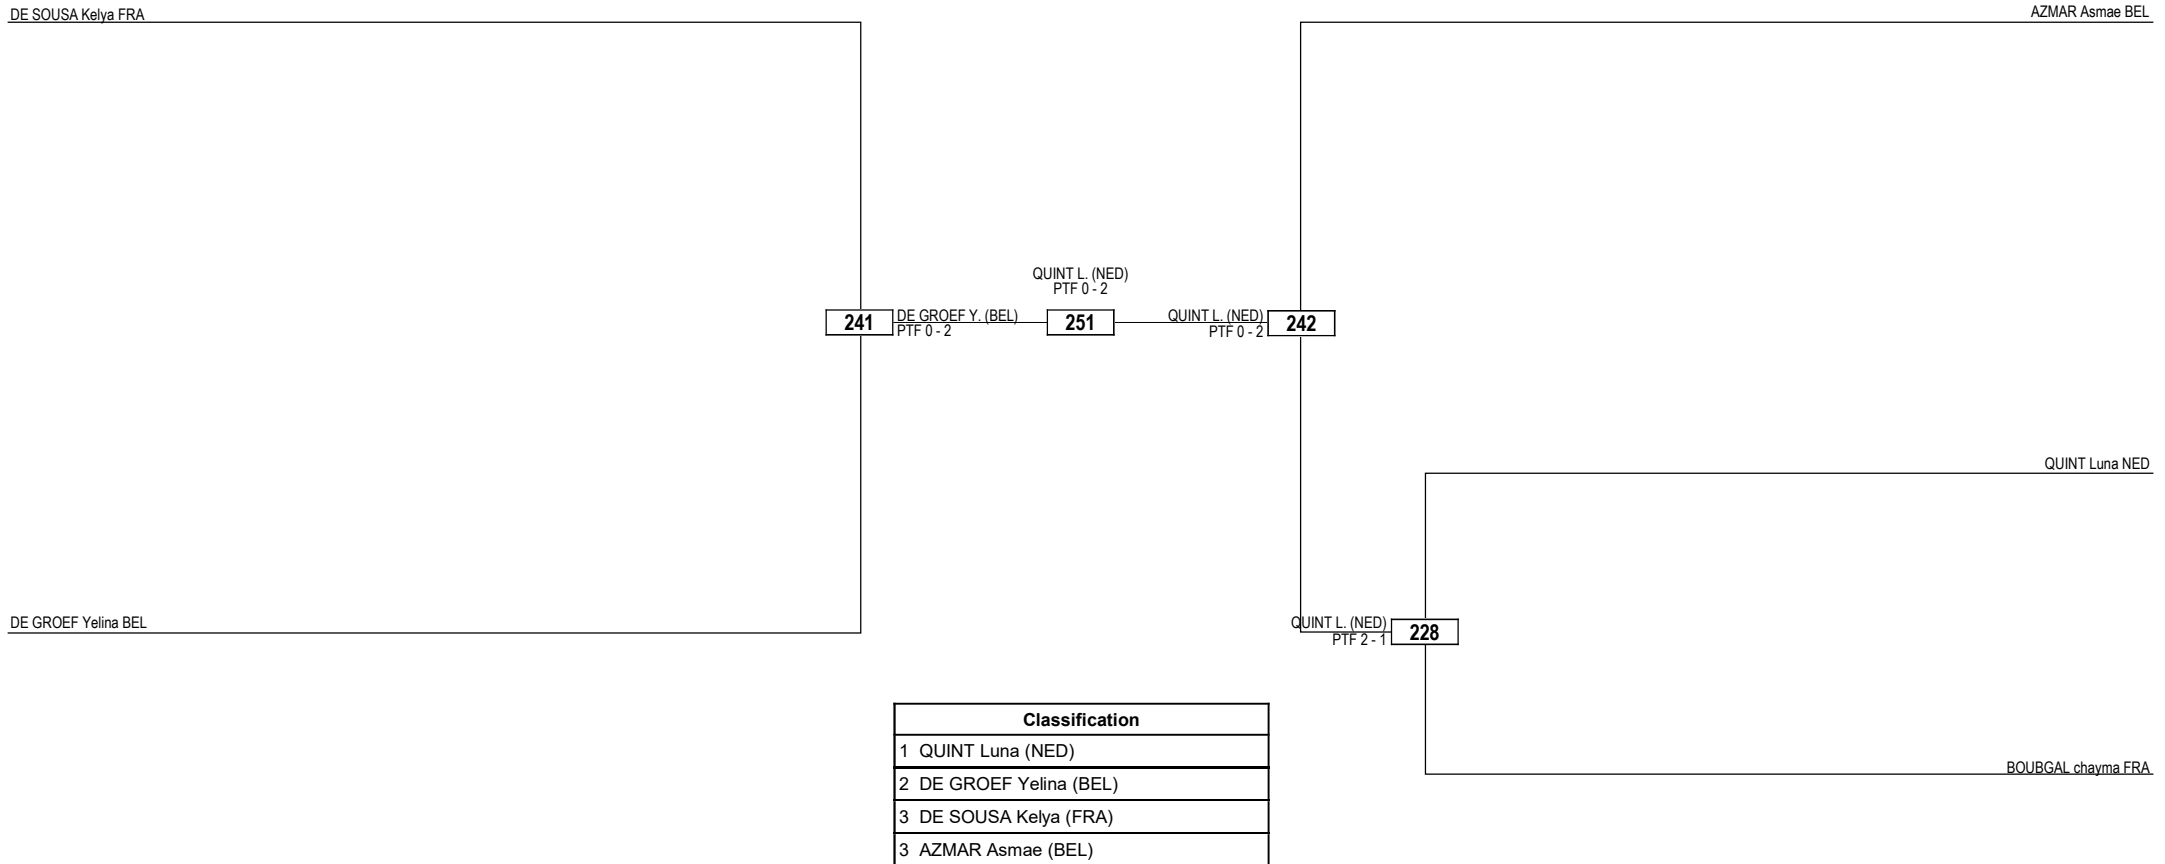 DE SOUSA Kelya FRA
AZMAR Asmae BEL
QUINT L. (NED)
PTF 0 - 2
241
DE GROEF Y. (BEL)
PTF 0 - 2
251
QUINT L. (NED)
PTF 0 - 2
242
QUINT Luna NED
DE GROEF Yelina BEL
QUINT L. (NED)
PTF 2 - 1
228
BOUBGAL chayma FRA
Classification
1 QUINT Luna (NED)
2 DE GROEF Yelina (BEL)
3 DE SOUSA Kelya (FRA)
3 AZMAR Asmae (BEL)